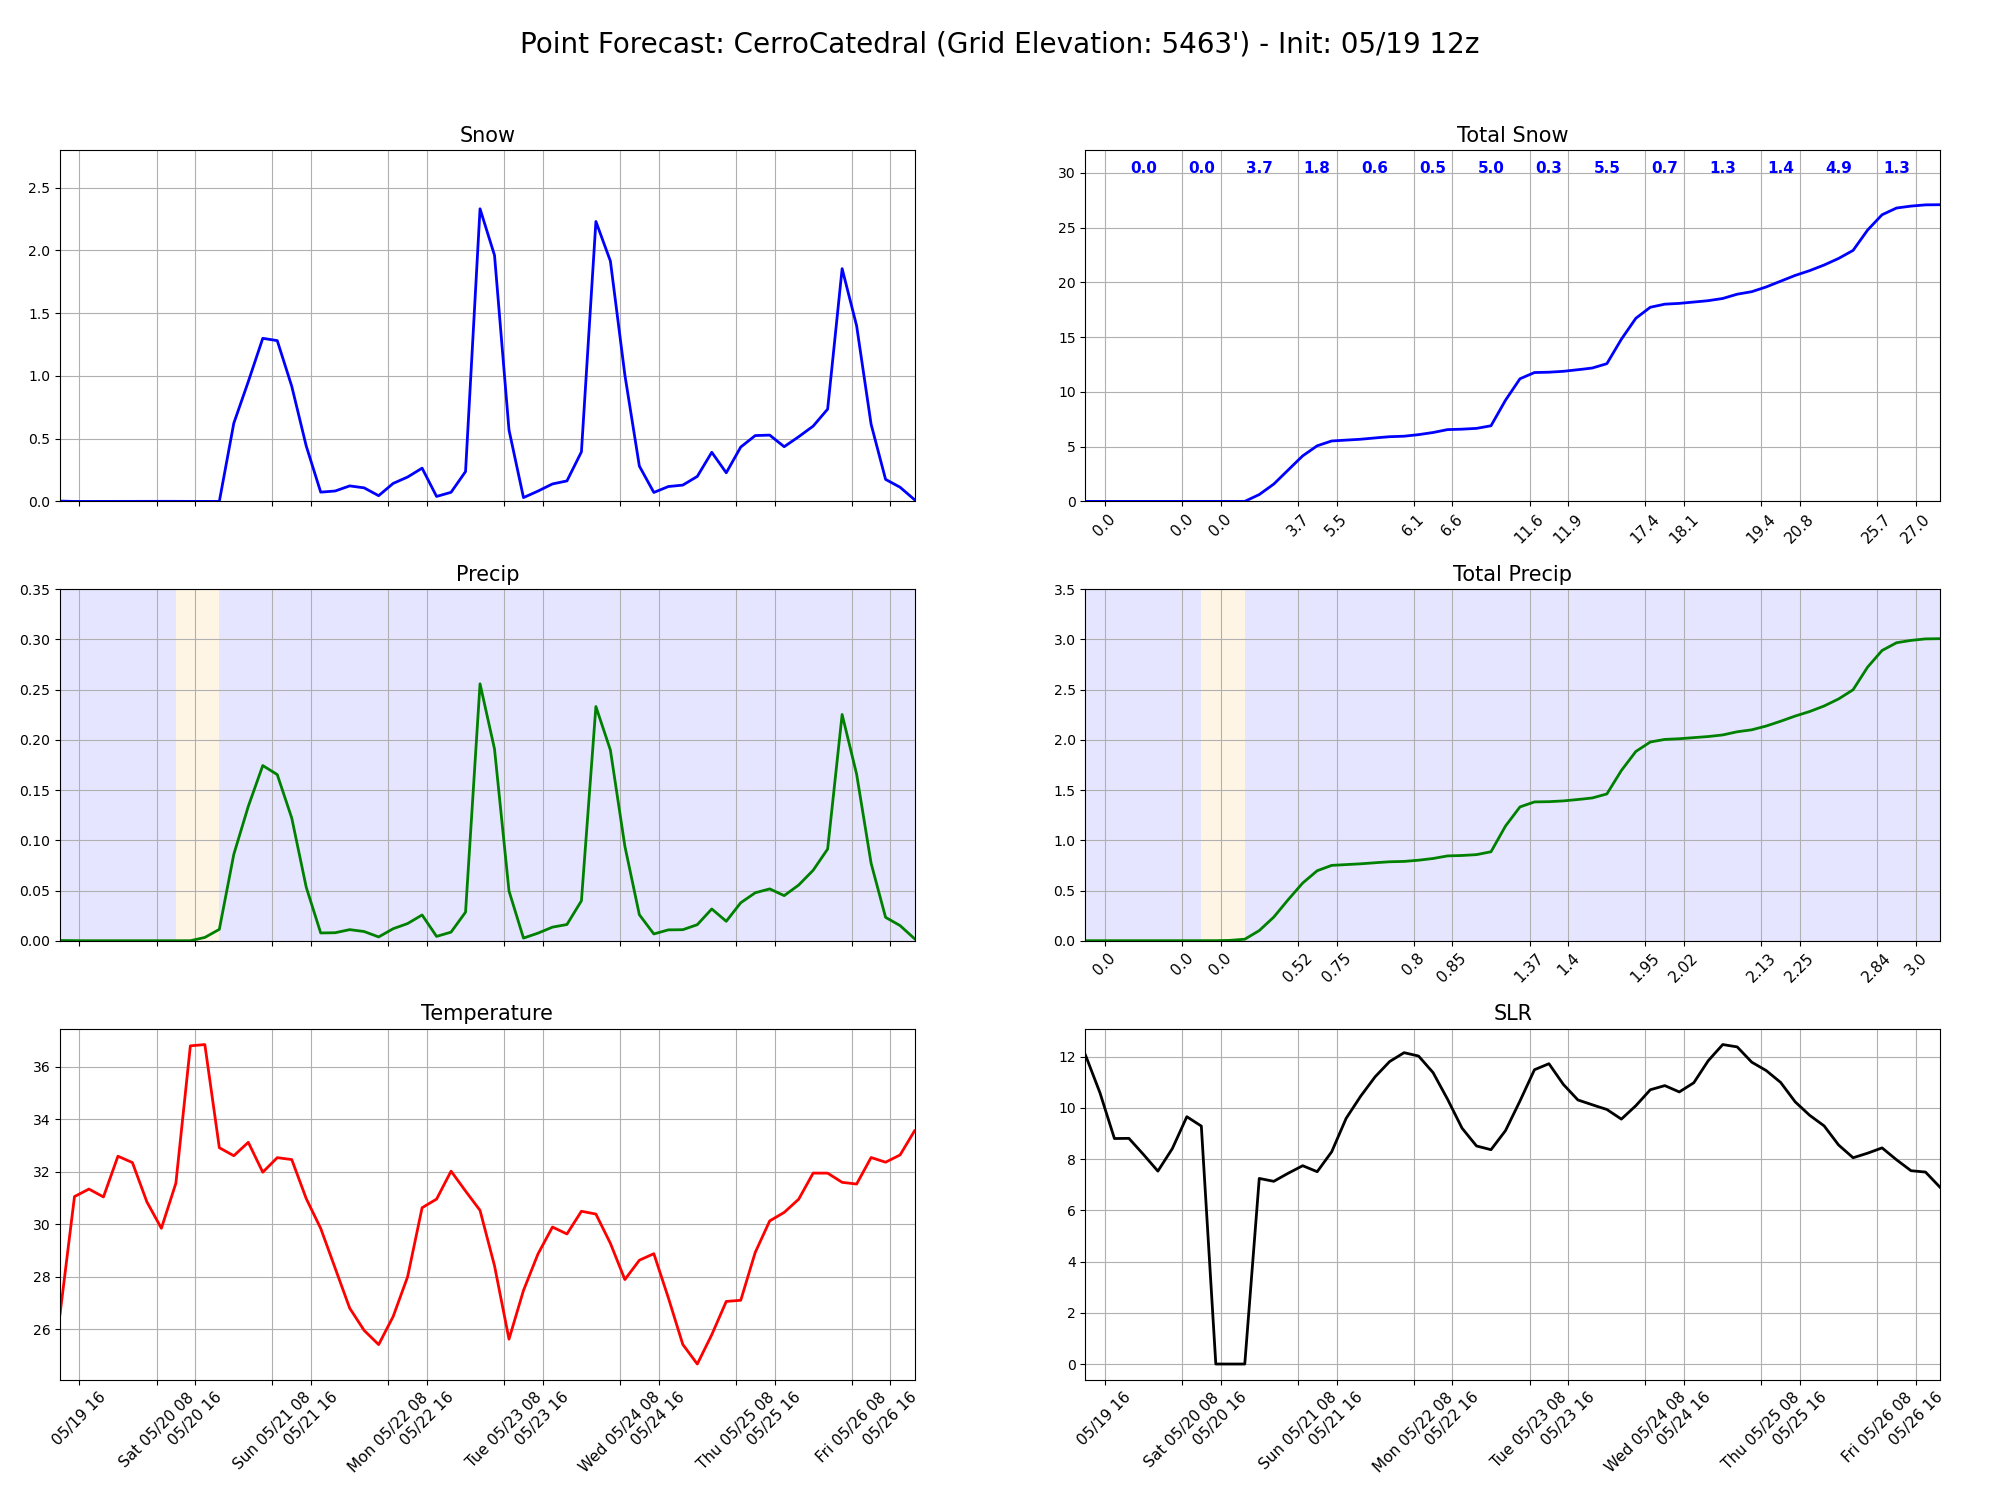 Point Forecast: CerroCatedral (Grid Elevation: 5463') - Init: 05/19 12z
Snow
2.5
2.0
1.5
1.0
0.5
0.0
Total Snow
0.0 0.0 3.7 1.8 0.6 0.5 5.0 0.3 5.5 0.7 1.3 1.4 4.9 1.3
30
25
20
15
10
5
0
0.0 0.0 0.0 3.7 5.5 6.1 6.6 11.6 11.9 17.4 18.1 19.4 20.8 25.7 27.0
Precip
0.35
0.30
0.25
0.20
0.15
0.10
0.05
0.00
Total Precip
3.5
3.0
2.5
2.0
1.5
1.0
0.5
0.0
0.0 0.0 0.0 0.52 0.75 0.8 0.85 1.37 1.4 1.95 2.02 2.13 2.25 2.84 3.0
Temperature
36
34
32
30
28
26
05/19 16
Sat 05/20 08
05/20 16
Sun 05/21 08
05/21 16
Mon 05/22 08
05/22 16
Tue 05/23 08
05/23 16
Wed 05/24 08
05/24 16
Thu 05/25 08
05/25 16
Fri 05/26 08
05/26 16
SLR
12
10
8
6
4
2
0
05/19 16
Sat 05/20 08
05/20 16
Sun 05/21 08
05/21 16
Mon 05/22 08
05/22 16
Tue 05/23 08
05/23 16
Wed 05/24 08
05/24 16
Thu 05/25 08
05/25 16
Fri 05/26 08
05/26 16